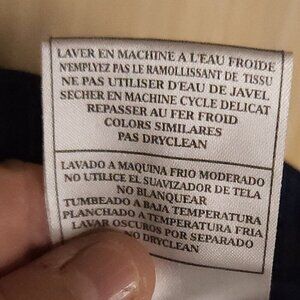 LAVER EN MACHINE A L'EAU FROIDE
N'EMPLYEZ PAS LE RAMOLLISSANT DE TISSU
NE PAS UTILISER D'EAU DE JAVEL
SECHER EN MACHINE CYCLE DELICAT
REPASSER AU FER FROID
COLORS SIMILARES
PAS DRYCLEAN
LAVADO A MAQUINA FRIO MODERADO
NO UTILICE EL SUAVIZADOR DE TELA
NO BLANQUEAR
TUMBEADO A BAJA TEMPERATURA
PLANCHADO A TEMPERATURA FRIA
LAVAR OSCUROS POR SEPARADO
NO DRYCLEAN